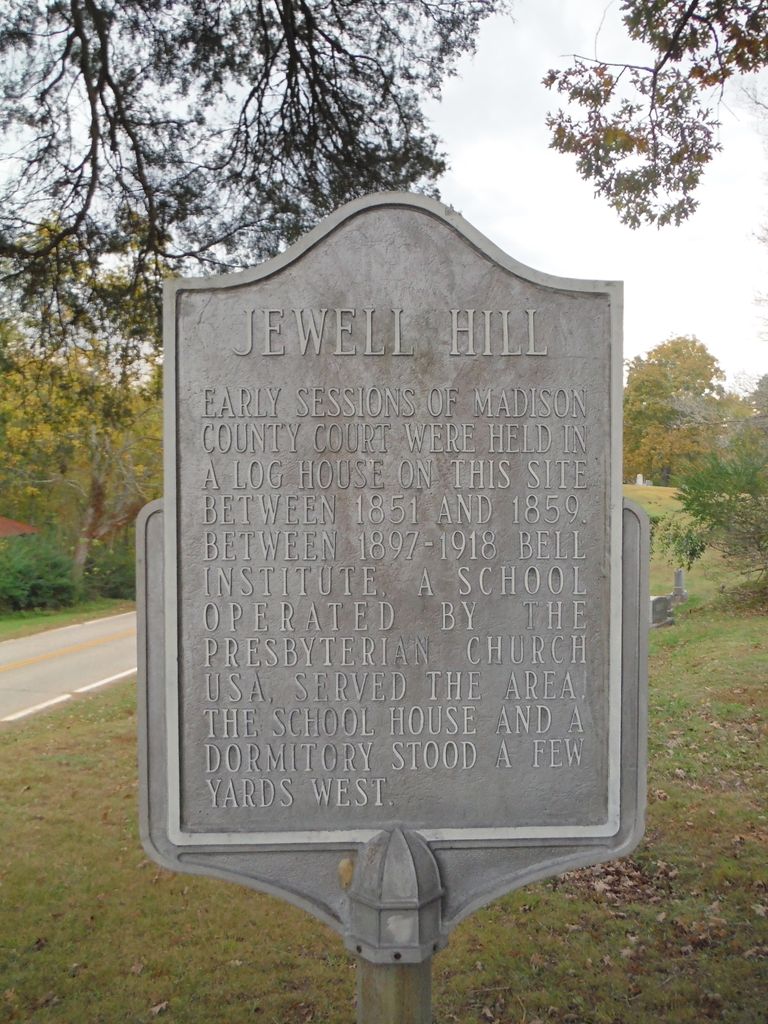 JEWELL HILL
EARLY SESSIONS OF MADISON
COUNTY COURT WERE HELD IN
A LOG HOUSE ON THIS SITE
BETWEEN 1851 AND 1859.
BETWEEN 1897-1918 BELL
INSTITUTE, A SCHOOL
OPERATED BY THE
PRESBYTERIAN CHURCH
USA, SERVED THE AREA.
THE SCHOOL HOUSE AND A
DORMITORY STOOD A FEW
YARDS WEST.